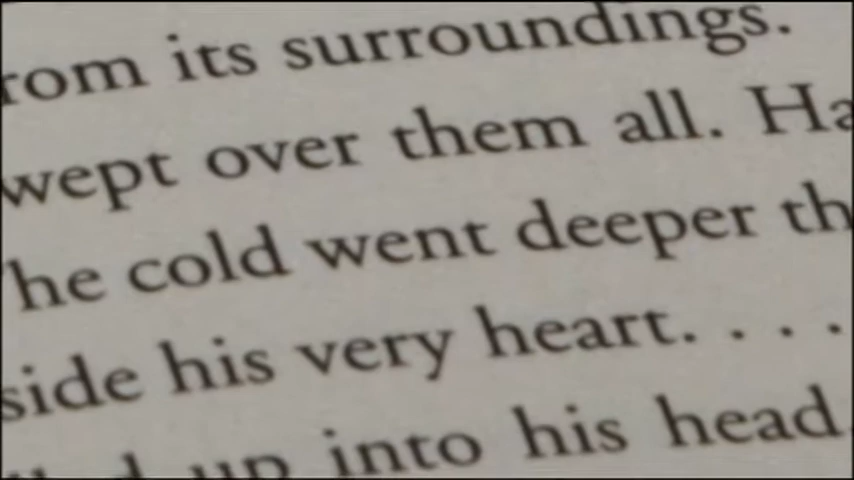 rom its surroundings.
wept over them all. Ha
he cold went deeper th
side his very heart. . . .
up into his head.